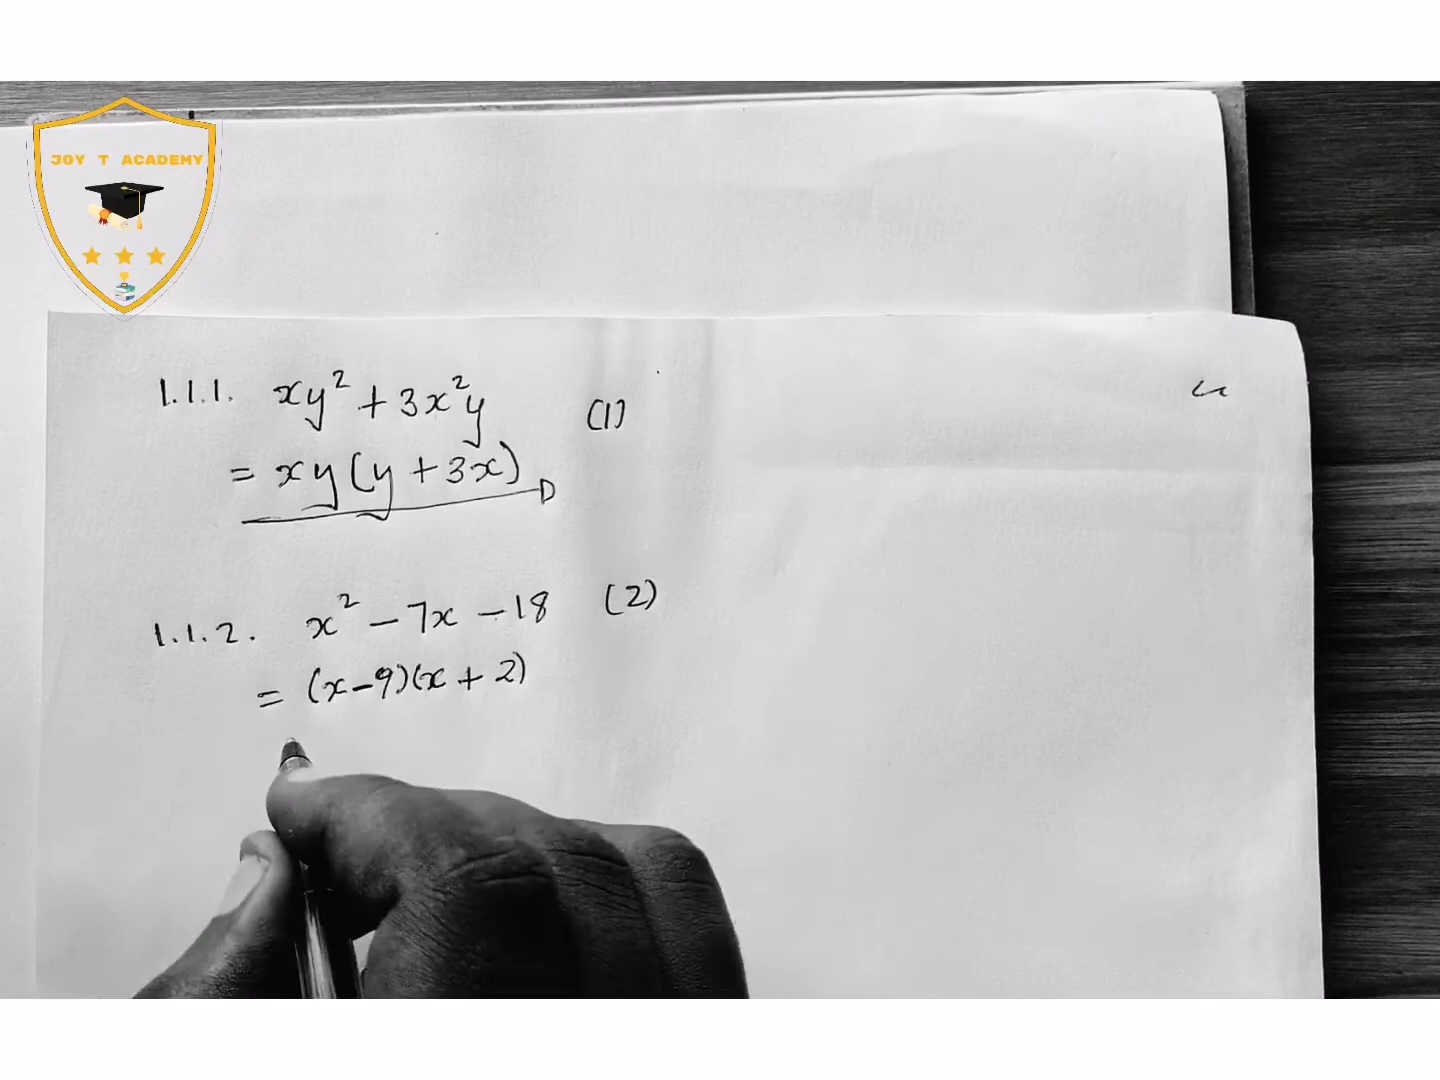 JOY T ACADEMY
1.1.1. xy² + 3x²y (1)
= xy(y + 3x)
1.1.2. x² - 7x - 18 (2)
= (x-9)(x + 2)